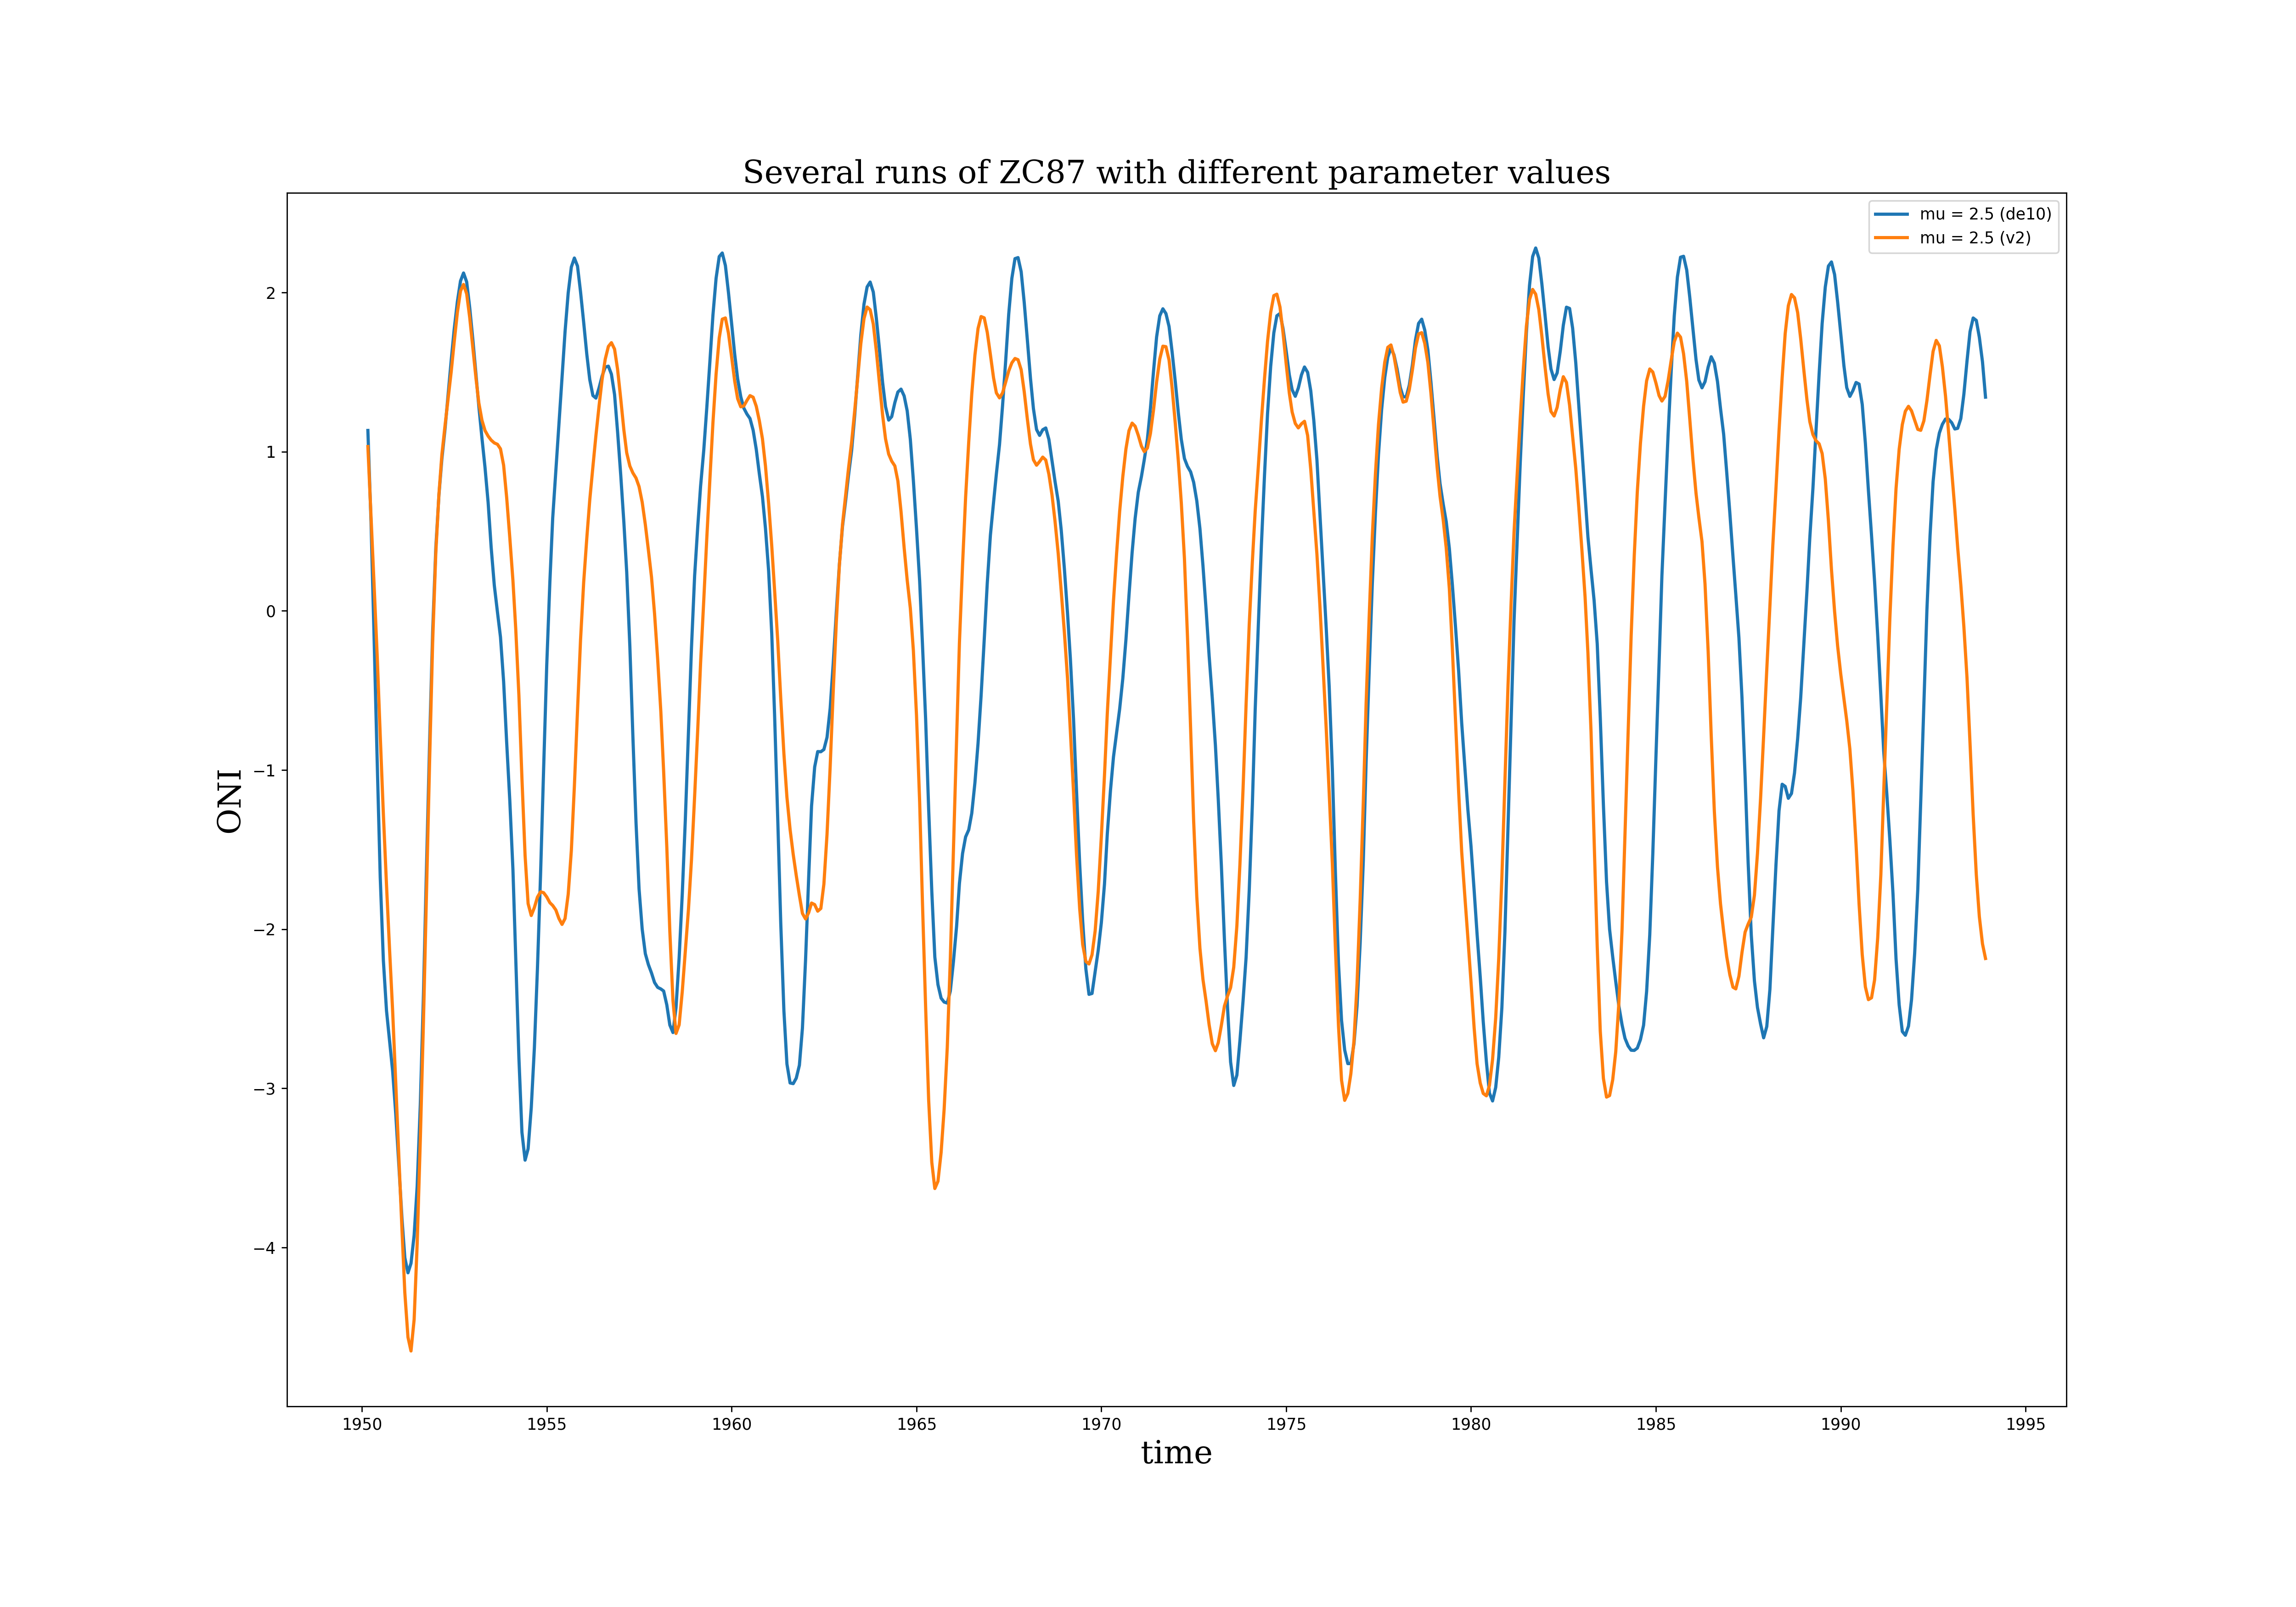 Several runs of ZC87 with different parameter values
mu = 2.5 (de10)
mu = 2.5 (v2)
ONI
2
1
0
−1
−2
−3
−4
1950 1955 1960 1965 1970 1975 1980 1985 1990 1995
time